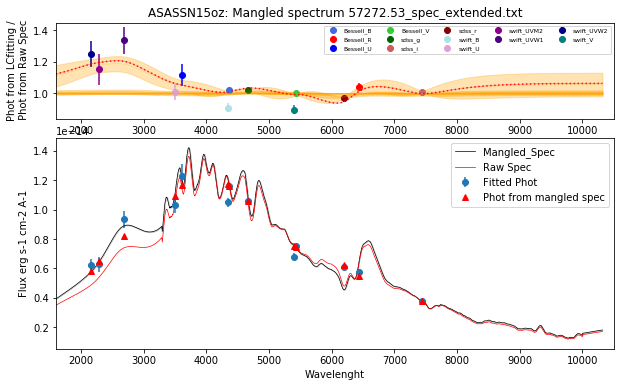 ASASSN15oz: Mangled spectrum 57272.53_spec_extended.txt
Phot from LCfitting /
Phot from Raw Spec
1.4
1.2
1.0
Bessell_B
Bessell_R
Bessell_U
Bessell_V
sdss_g
sdss_i
sdss_r
swift_B
swift_U
swift_UVM2
swift_UVW1
swift_UVW2
swift_V
2000 3000 4000 5000 6000 7000 8000 9000 10000
1e−14
Flux erg s-1 cm-2 A-1
1.4
1.2
1.0
0.8
0.6
0.4
0.2
Mangled_Spec
Raw Spec
Fitted Phot
Phot from mangled spec
2000 3000 4000 5000 6000 7000 8000 9000 10000
Wavelenght